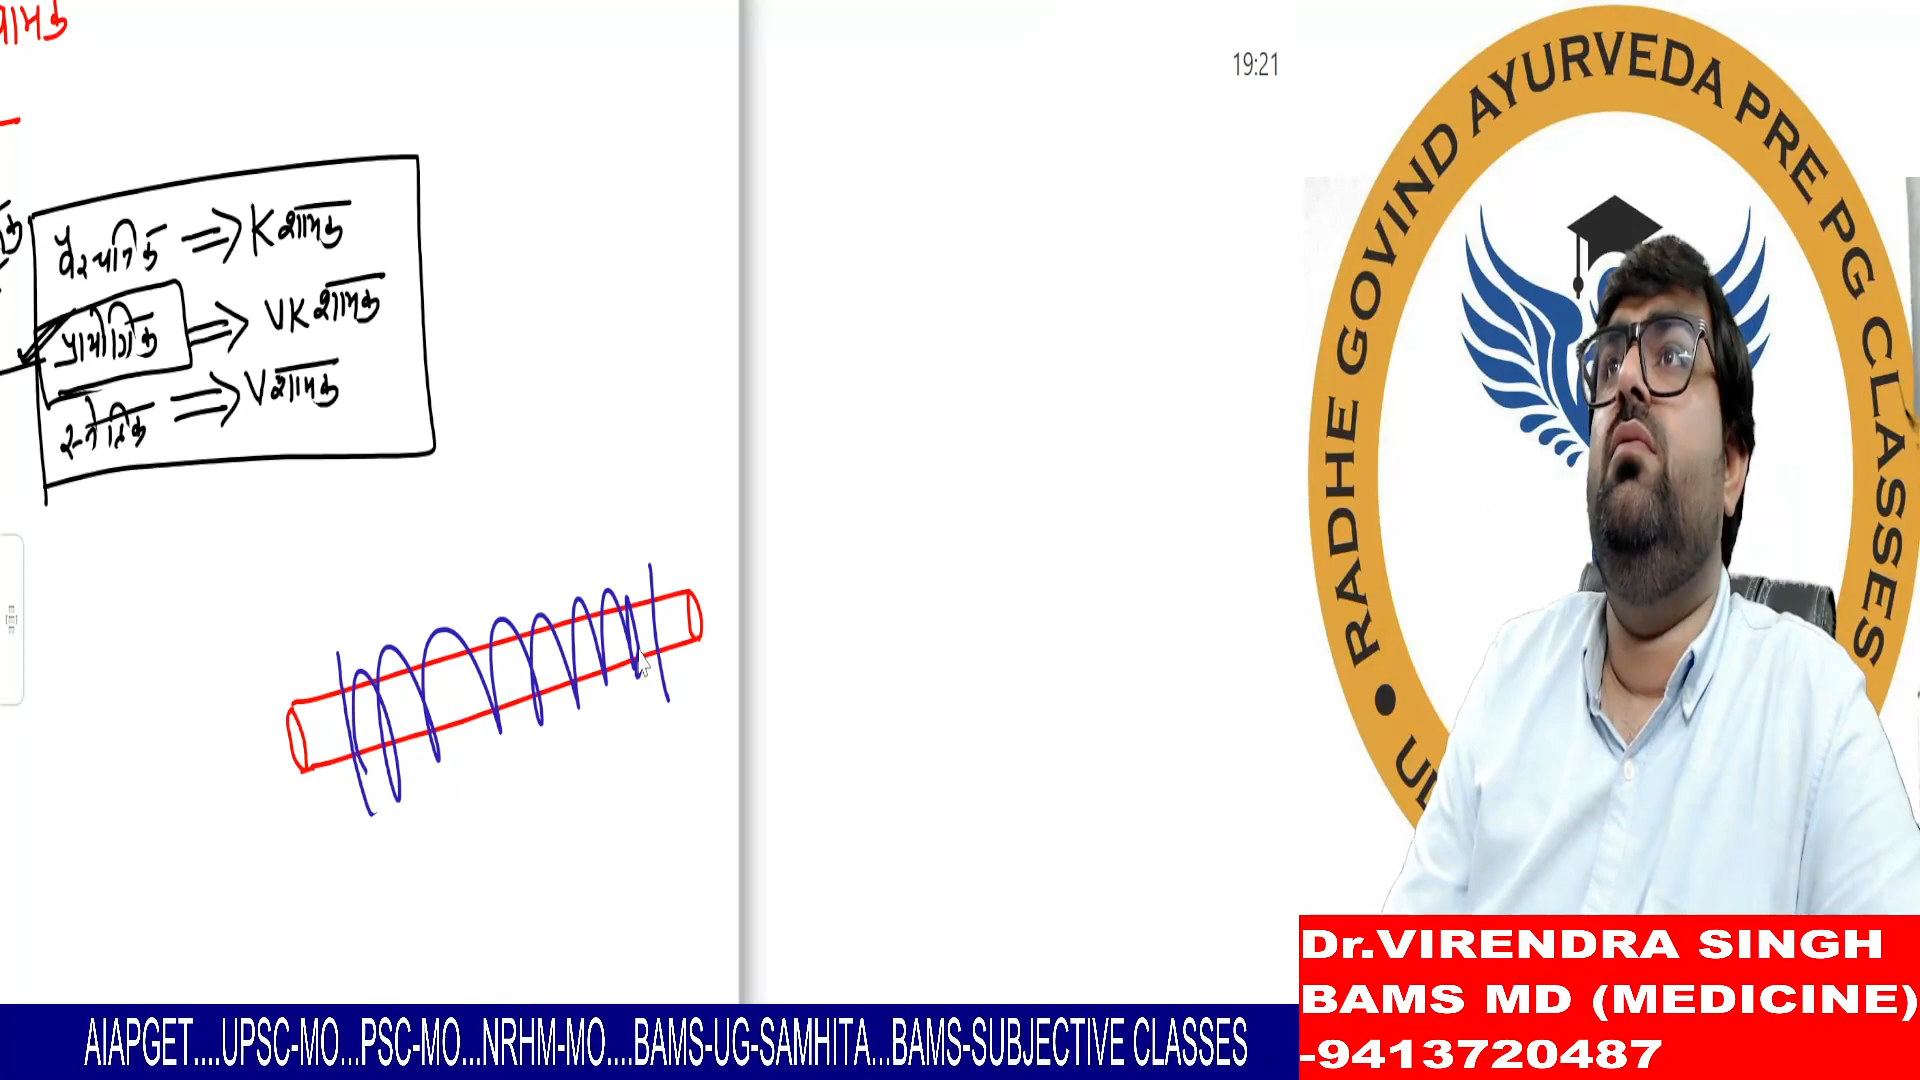 19:21
वैरेचनिक ⇒ K शामक
प्रायोगिक ⇒ VK शामक
स्नैहिक ⇒ V शामक
RADHE GOVIND AYURVEDA PRE PG CLASSES
Dr.VIRENDRA SINGH
BAMS MD (MEDICINE)
-9413720487
AIAPGET....UPSC-MO...PSC-MO...NRHM-MO....BAMS-UG-SAMHITA...BAMS-SUBJECTIVE CLASSES